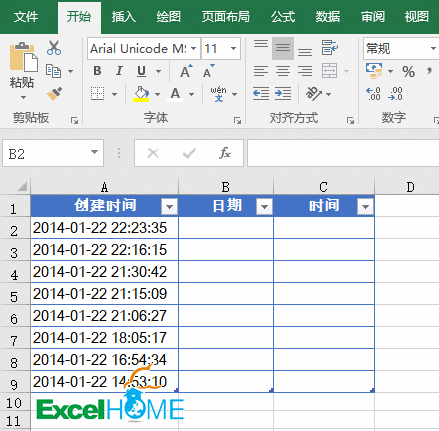 文件 开始 插入 绘图 页面布局 公式 数据 审阅 视图
Arial Unicode MS 11 常规
粘贴 B I U A A % ,
wén 文
剪贴板 字体 对齐方式 数字
B2 fx
A B C D
1 创建时间 日期 时间
2 2014-01-22 22:23:35
3 2014-01-22 22:16:15
4 2014-01-22 21:30:42
5 2014-01-22 21:15:09
6 2014-01-22 21:06:27
7 2014-01-22 18:05:17
8 2014-01-22 16:54:34
9 2014-01-22 14:53:10
10
11
ExcelHOME